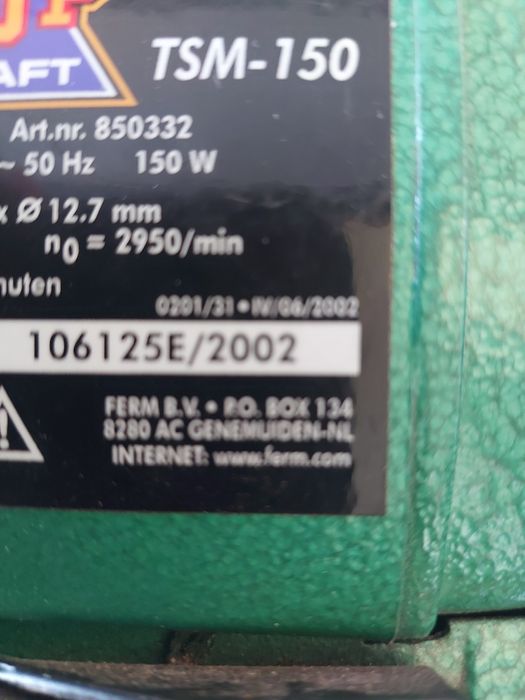 AFT
TSM-150
Art.nr. 850332
~ 50 Hz 150 W
x Ø 12.7 mm
n0 = 2950/min
nuten
0201/31 • IV/06/2002
106125E/2002
FERM B.V. • P.O. BOX 134
8280 AC GENEMUIDEN-NL
INTERNET: www.ferm.com